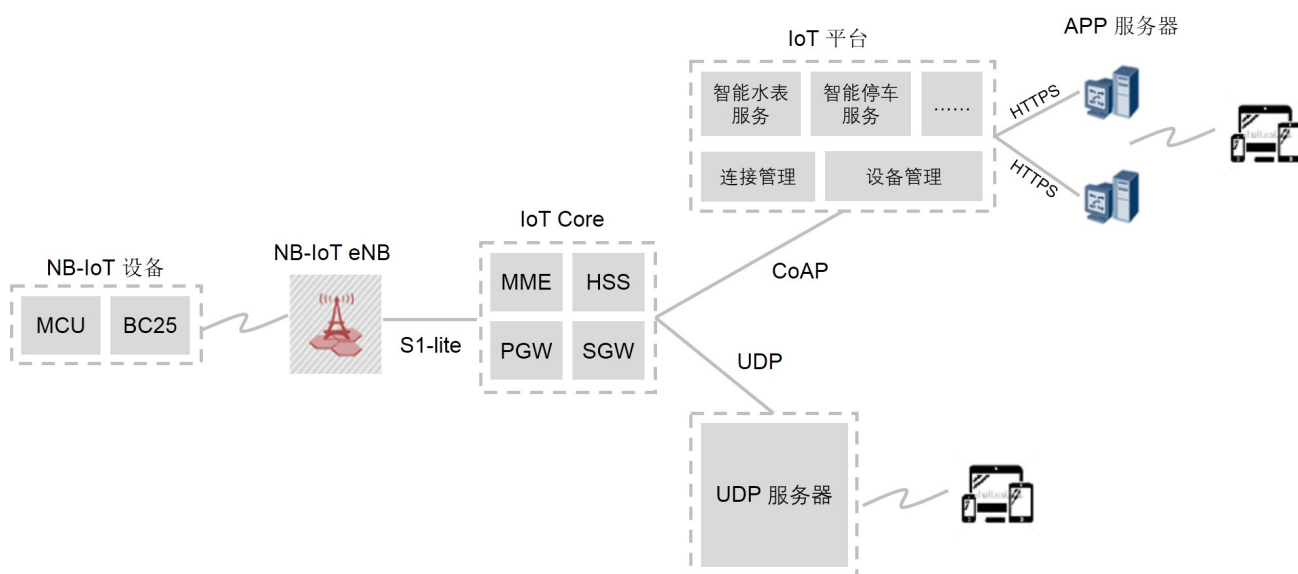 IoT 平台
APP 服务器
智能水表
服务
智能停车
服务
……
HTTPS
HTTPS
连接管理
设备管理
IoT Core
NB-IoT eNB
NB-IoT 设备
MME
HSS
CoAP
MCU
BC25
S1-lite
PGW
SGW
UDP
UDP 服务器